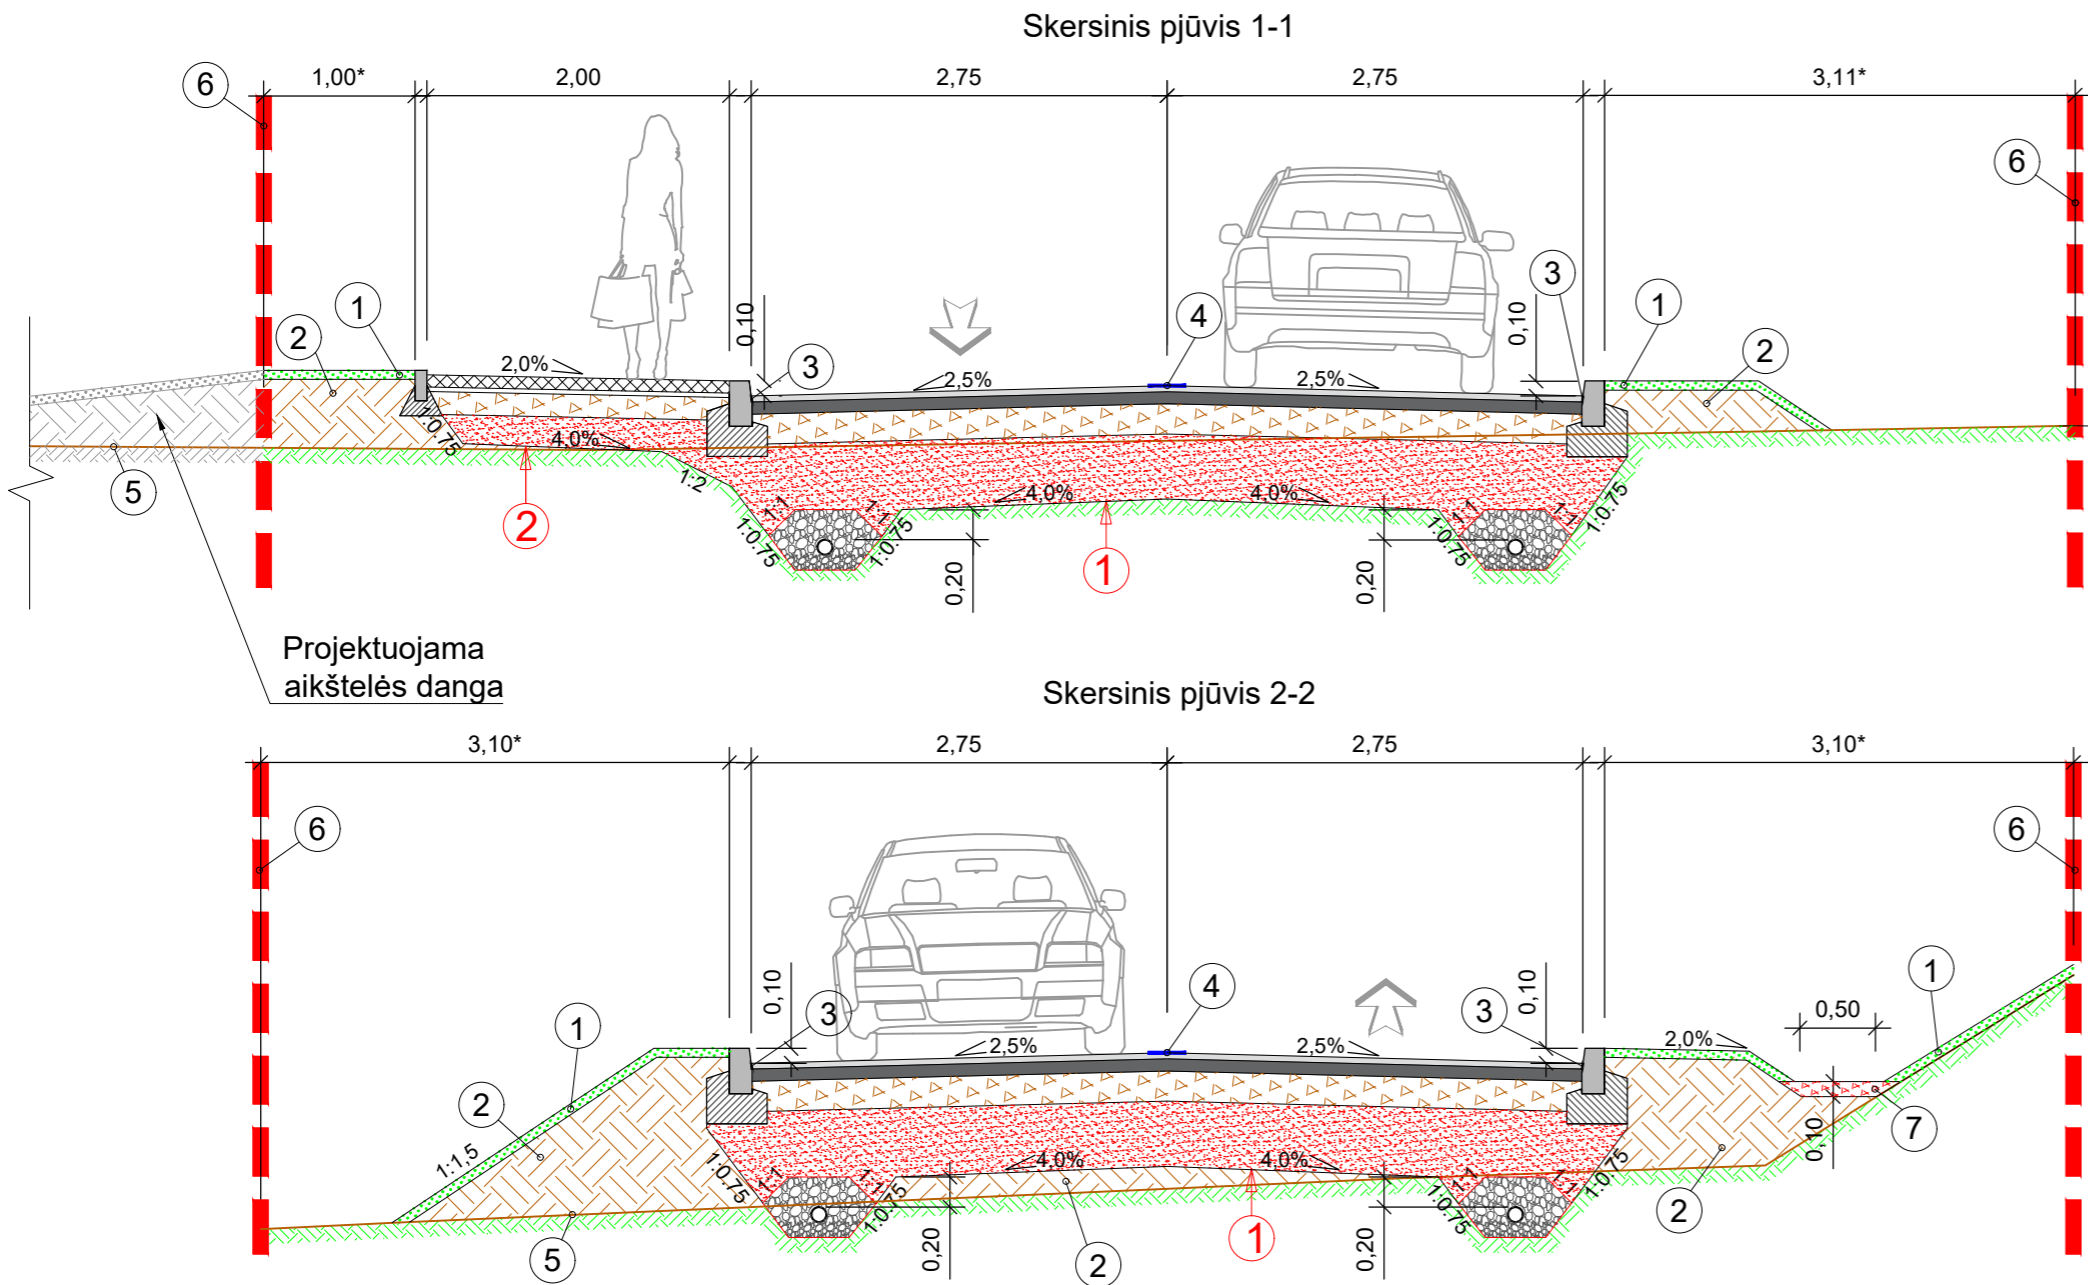 Skersinis pjūvis 1-1
1,00* 2,00 2,75 2,75 3,11*
6 6
1 2 0,10 3 4 3 0,10 1 2
2,0% 2,5% 2,5%
1:0.75 4,0% 1:2 4,0% 4,0%
5 2 1:0.75 1:1 1:1 1:0.75 1 1:0.75 1:1 1:1 1:0.75
0,20 0,20
Projektuojama
aikštelės danga
Skersinis pjūvis 2-2
3,10* 2,75 2,75 3,10*
6 6
0,10 3 4 3 0,10 0,50 1
1 2,5% 2,5% 2,0%
2 1:1,5 7 0,10
1:0.75 1:1 1:1 1:0.75 4,0% 4,0% 1:0.75 1:1 1:1 1:0.75
5 0,20 2 1 0,20 2